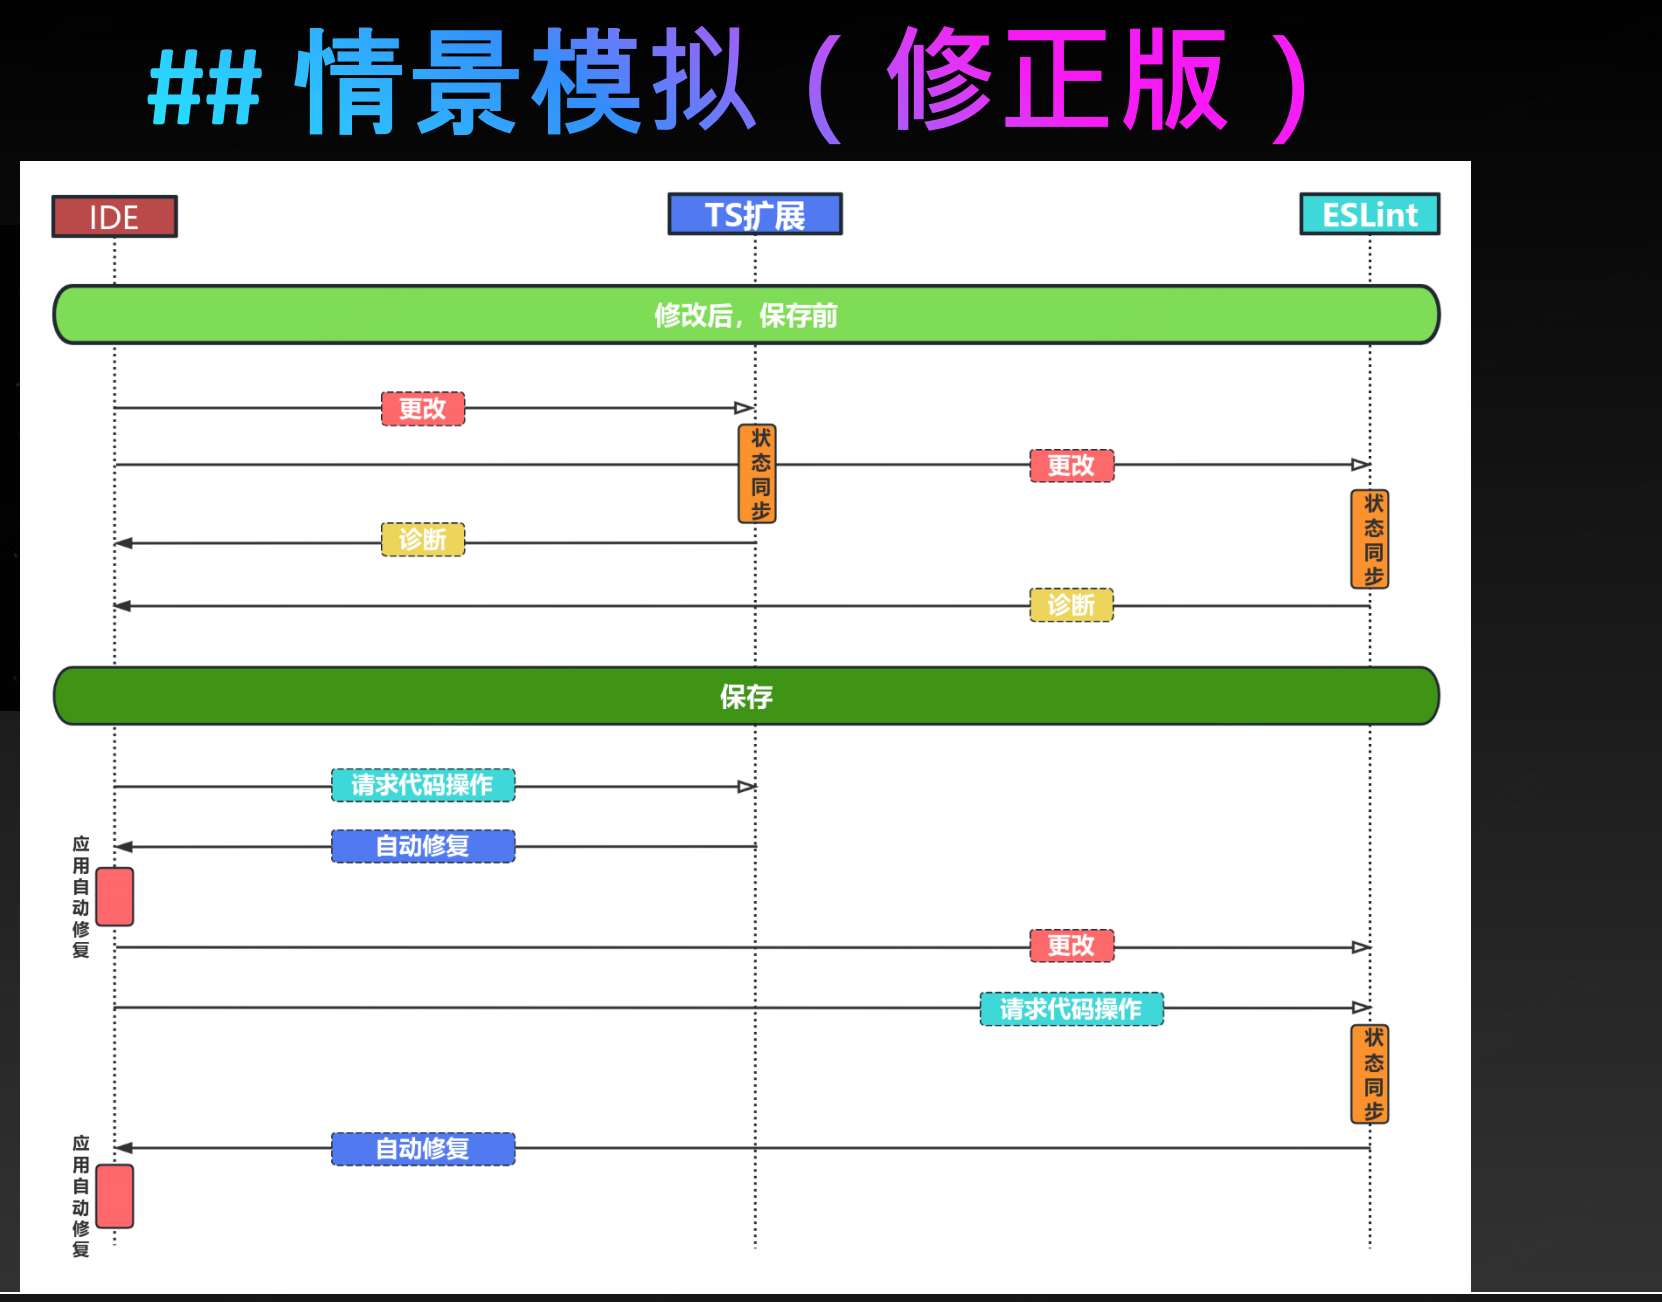 ## 情景模拟（修正版）
IDE
TS扩展
ESLint
修改后，保存前
更改
状态同步
更改
状态同步
诊断
诊断
保存
请求代码操作
自动修复
应用自动修复
更改
请求代码操作
状态同步
自动修复
应用自动修复